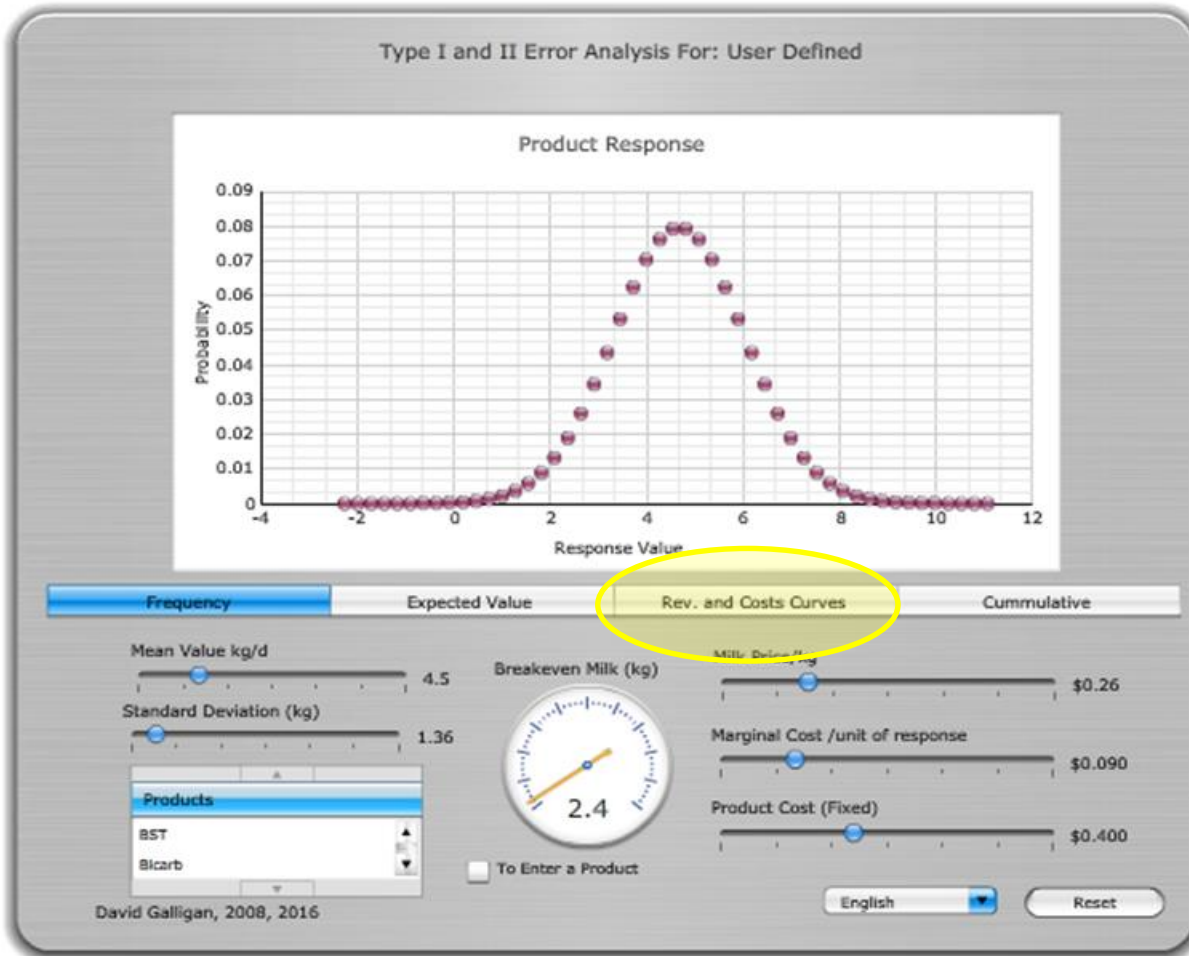 Type I and II Error Analysis For: User Defined
Product Response
Probability
0.09
0.08
0.07
0.06
0.05
0.04
0.03
0.02
0.01
0
-4 -2 0 2 4 6 8 10 12
Response Value
Frequency Expected Value Rev. and Costs Curves Cummulative
Mean Value kg/d
4.5
Standard Deviation (kg)
1.36
Products
BST
Bicarb
Breakeven Milk (kg)
2.4
To Enter a Product
Milk Price/kg
$0.26
Marginal Cost /unit of response
$0.090
Product Cost (Fixed)
$0.400
English
Reset
David Galligan, 2008, 2016